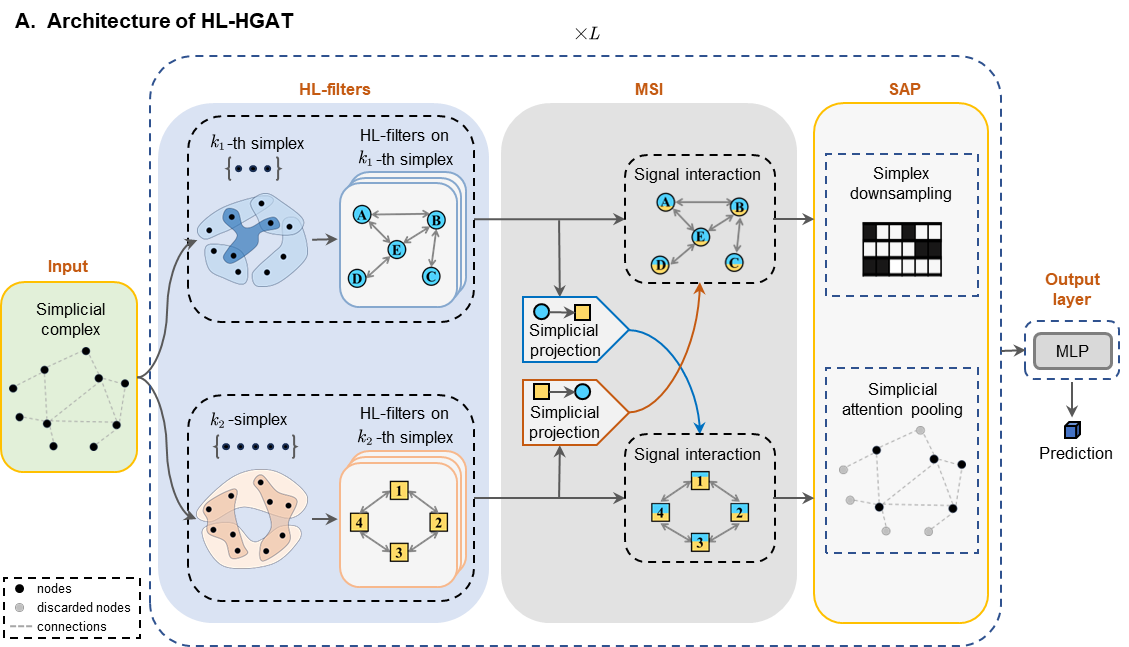 A. Architecture of HL-HGAT
×L
HL-filters
MSI
SAP
k₁-th simplex
{• • •}
HL-filters on
k₁-th simplex
A
B
E
D
C
Signal interaction
A
B
E
D
C
Simplex
downsampling
Input
Simplicial
complex
Simplicial
projection
Simplicial
projection
Output
layer
MLP
Prediction
k₂ -simplex
{• • • • •}
HL-filters on
k₂-th simplex
1
4
2
3
Signal interaction
1
4
2
3
Simplicial
attention pooling
nodes
discarded nodes
connections